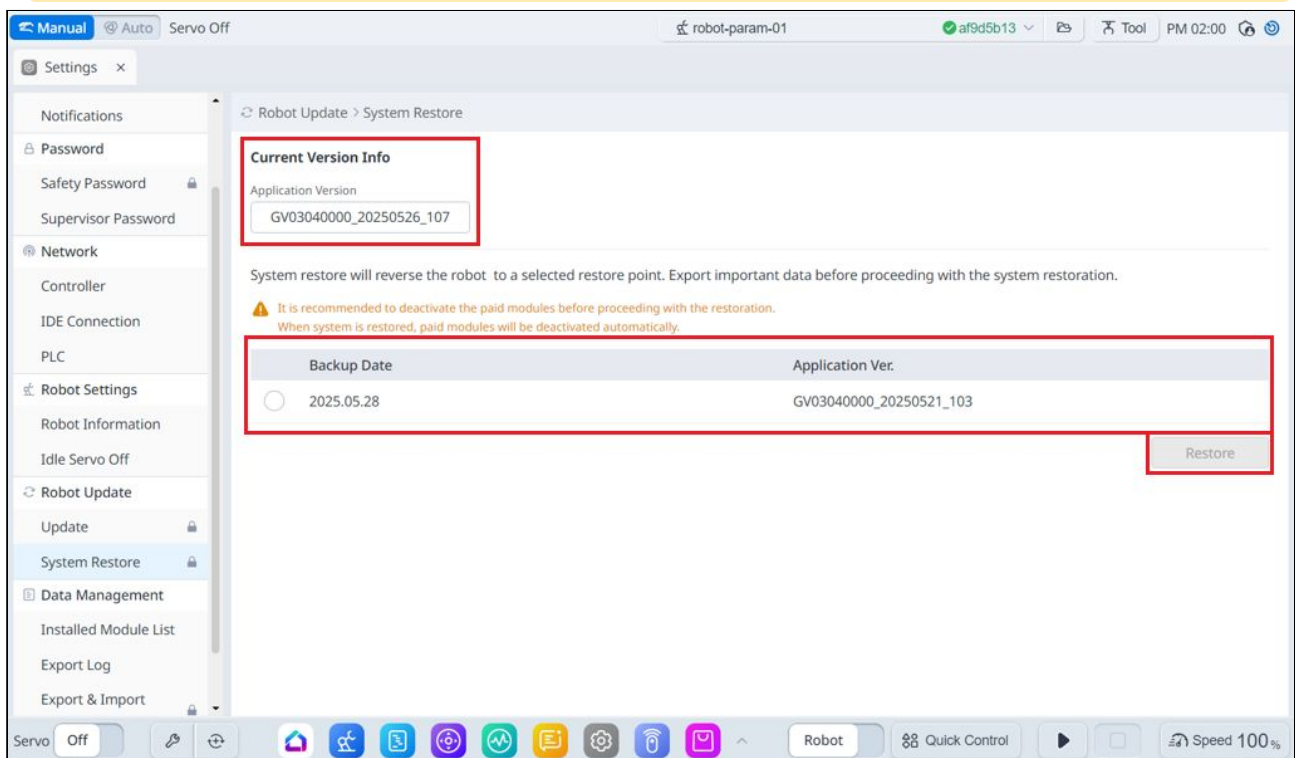 Manual Auto Servo Off robot-param-01 af9d5b13 Tool PM 02:00
Settings ×
Notifications
Password
Safety Password
Supervisor Password
Network
Controller
IDE Connection
PLC
Robot Settings
Robot Information
Idle Servo Off
Robot Update
Update
System Restore
Data Management
Installed Module List
Export Log
Export & Import
Robot Update > System Restore
Current Version Info
Application Version
GV03040000_20250526_107
System restore will reverse the robot to a selected restore point. Export important data before proceeding with the system restoration.
It is recommended to deactivate the paid modules before proceeding with the restoration.
When system is restored, paid modules will be deactivated automatically.
Backup Date Application Ver.
2025.05.28 GV03040000_20250521_103
Restore
Servo Off Robot Quick Control Speed 100%